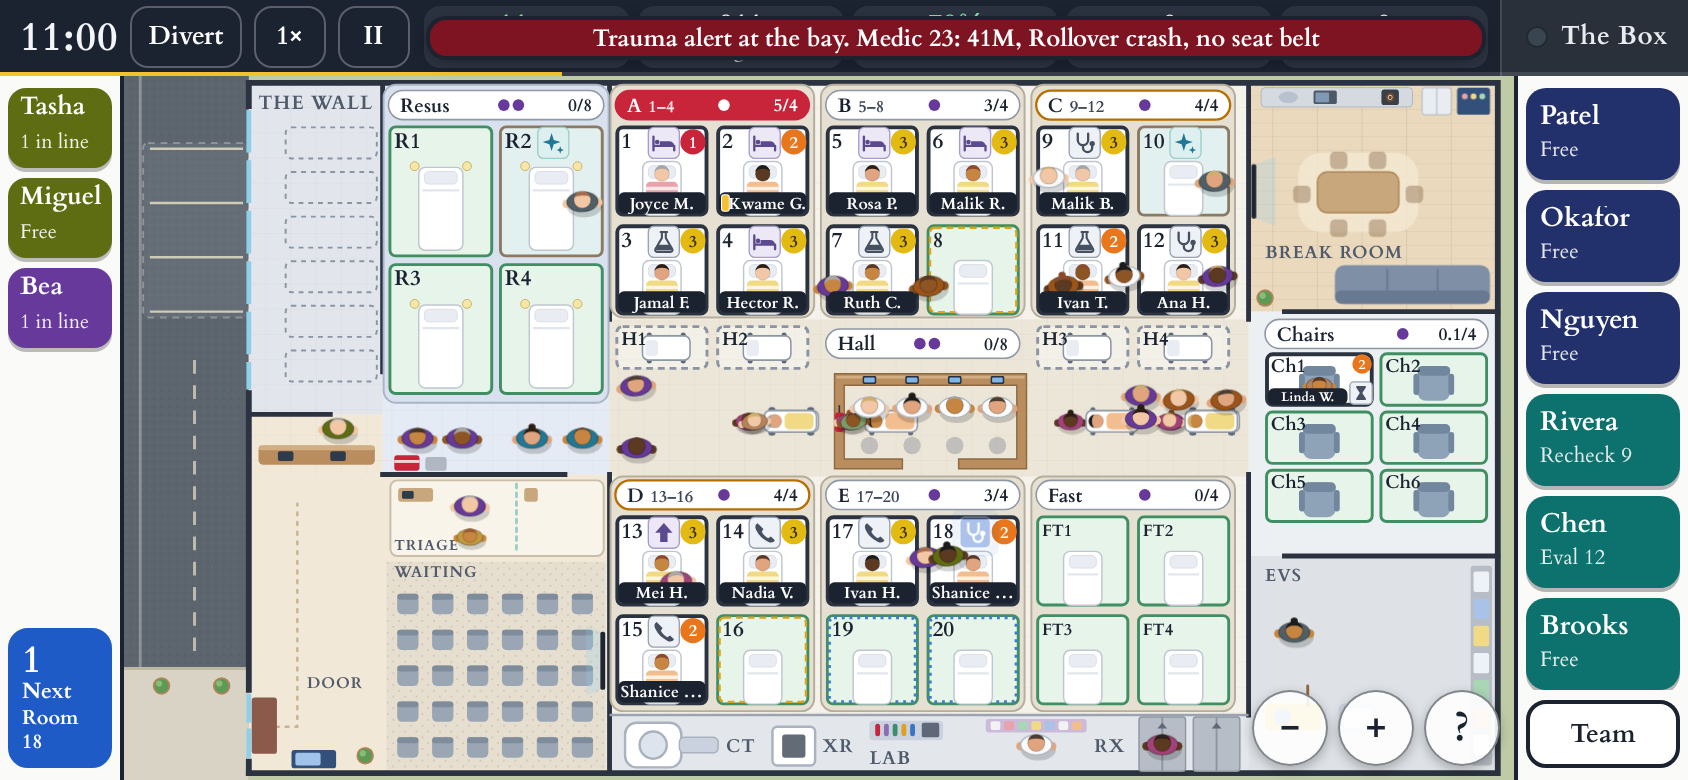 11:00
Divert
1×
II
Trauma alert at the bay. Medic 23: 41M, Rollover crash, no seat belt
The Box
Tasha
1 in line
Miguel
Free
Bea
1 in line
1
Next
Room
18
THE WALL
Resus
0/8
R1
R2
R3
R4
A 1–4
5/4
1
1
Joyce M.
2
2
Kwame G.
3
3
Jamal F.
4
3
Hector R.
B 5–8
3/4
5
3
Rosa P.
6
3
Malik R.
7
3
Ruth C.
8
C 9–12
4/4
9
3
Malik B.
10
11
2
Ivan T.
12
3
Ana H.
H1
H2
Hall
0/8
H3
H4
BREAK ROOM
Chairs
0.1/4
Ch1
2
Linda W.
Ch2
Ch3
Ch4
Ch5
Ch6
TRIAGE
WAITING
DOOR
D 13–16
4/4
13
3
Mei H.
14
3
Nadia V.
15
2
Shanice ...
16
E 17–20
3/4
17
3
Ivan H.
18
2
Shanice ...
19
20
Fast
0/4
FT1
FT2
FT3
FT4
EVS
CT
XR
LAB
RX
−
+
?
Patel
Free
Okafor
Free
Nguyen
Free
Rivera
Recheck 9
Chen
Eval 12
Brooks
Free
Team